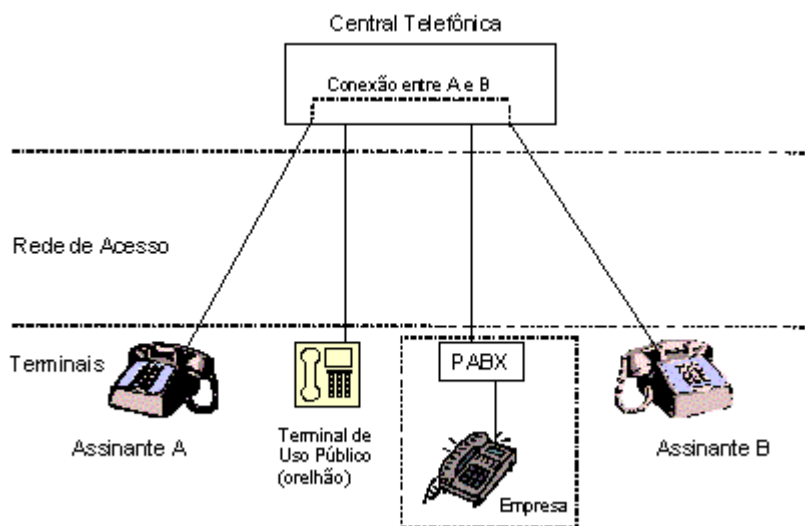 Central Telefônica
Conexão entre A e B
Rede de Acesso
Terminais
PABX
Assinante A
Terminal de
Uso Público
(orelhão)
Empresa
Assinante B